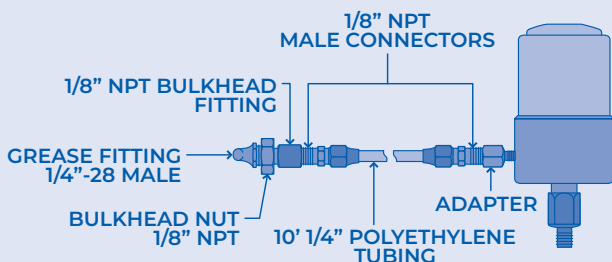 1/8” NPT
MALE CONNECTORS
1/8” NPT BULKHEAD
FITTING
GREASE FITTING
1/4”-28 MALE
BULKHEAD NUT
1/8” NPT
10’ 1/4” POLYETHYLENE
TUBING
ADAPTER